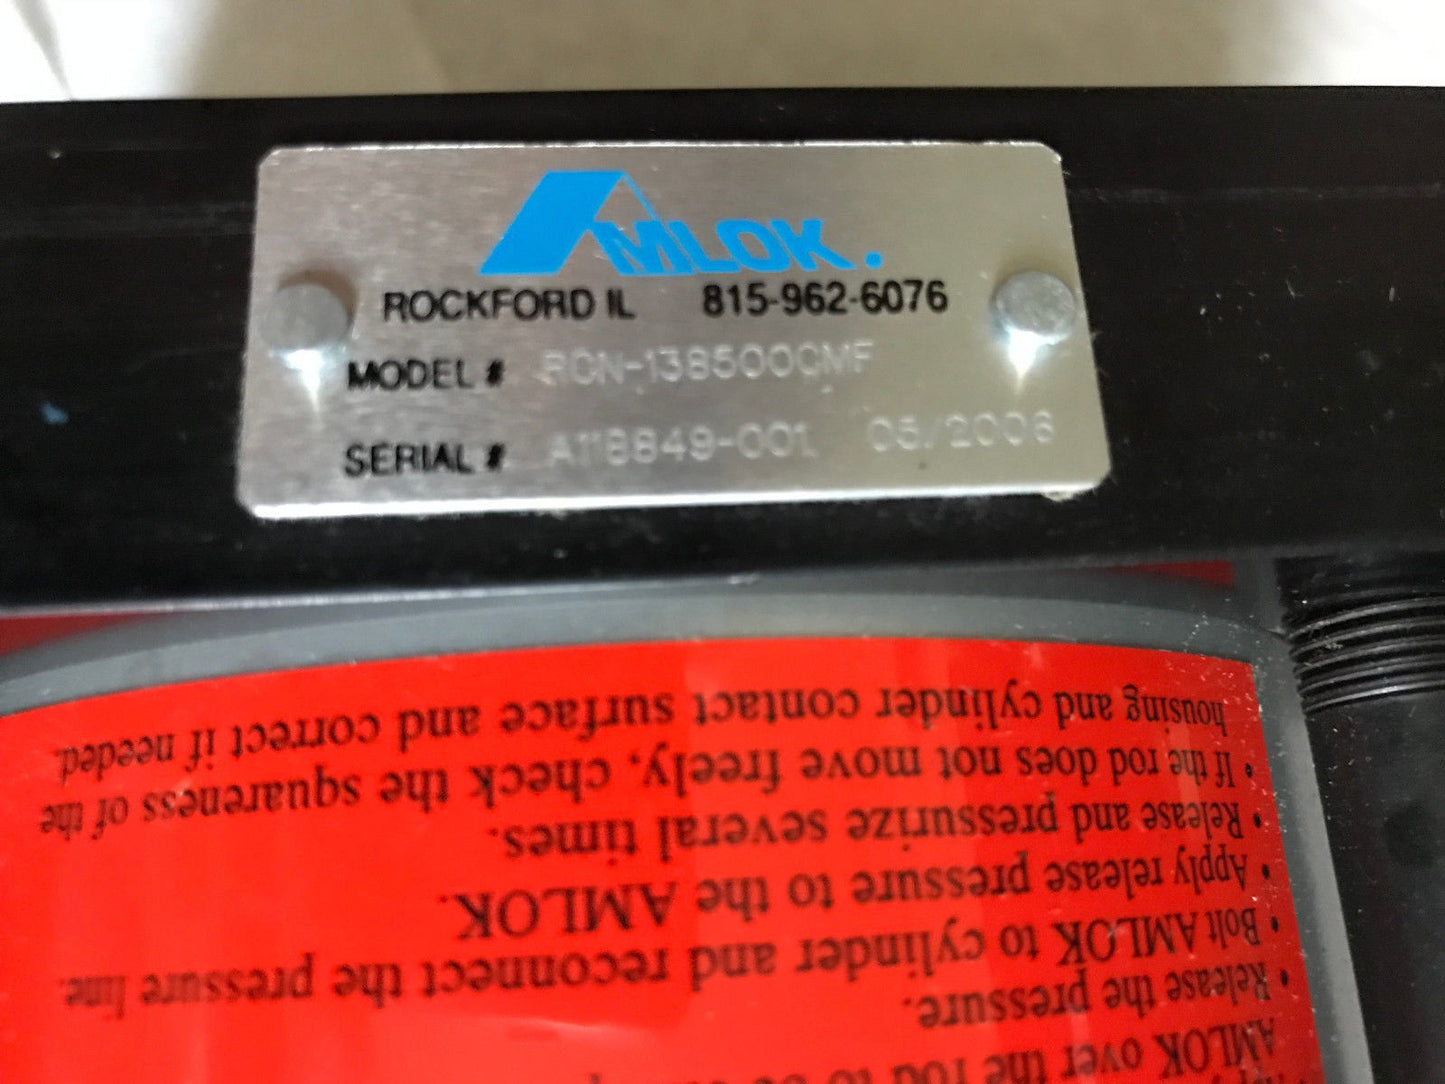 AMLOK.
ROCKFORD IL 815-962-6076
MODEL # RCN-138500CMF
SERIAL # A118849-001 05/2006
AMLOK over the rod to be
• Release the pressure.
• Bolt AMLOK to cylinder and reconnect the pressure line.
• Apply release pressure to the AMLOK.
• Release and pressurize several times.
• If the rod does not move freely, check the squareness of the
housing and cylinder contact surface and correct if needed.